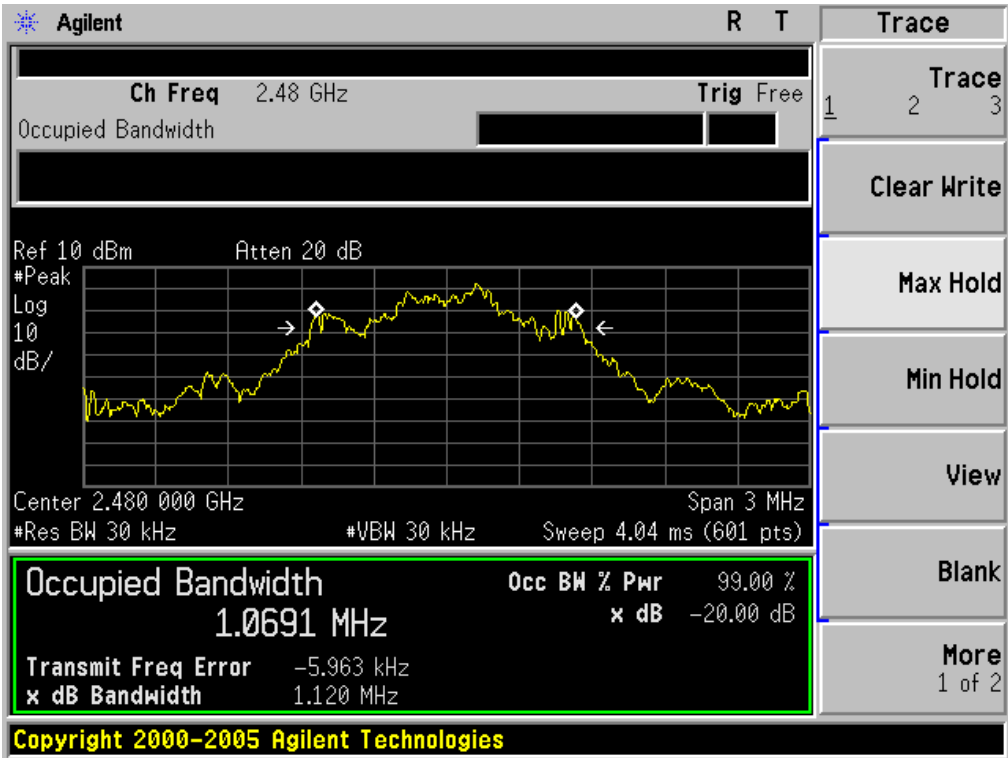 Agilent R T
Ch Freq 2.48 GHz Trig Free
Occupied Bandwidth
Ref 10 dBm Atten 20 dB
#Peak
Log
10
dB/
Center 2.480 000 GHz Span 3 MHz
#Res BW 30 kHz #VBW 30 kHz Sweep 4.04 ms (601 pts)
Occupied Bandwidth
1.0691 MHz
Occ BW % Pwr 99.00 %
x dB -20.00 dB
Transmit Freq Error -5.963 kHz
x dB Bandwidth 1.120 MHz
Copyright 2000-2005 Agilent Technologies
Trace
Trace
1 2 3
Clear Write
Max Hold
Min Hold
View
Blank
More
1 of 2